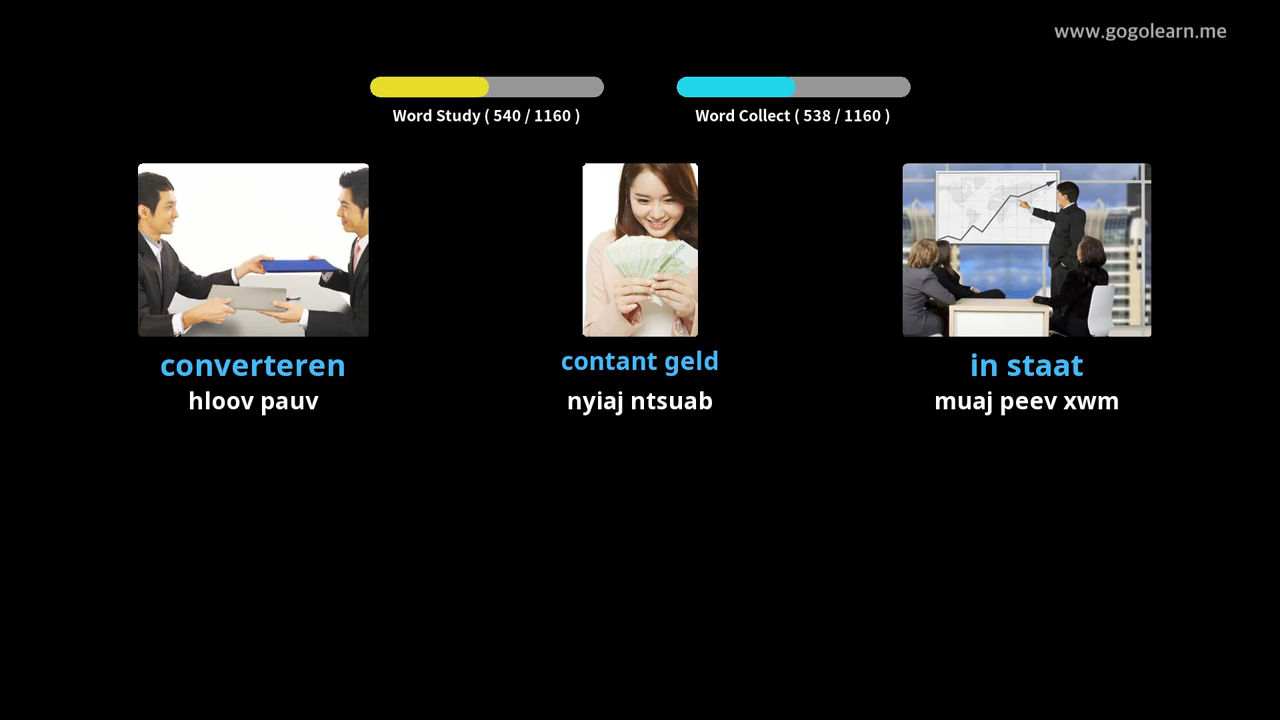 www.gogolearn.me
Word Study ( 540 / 1160 )
Word Collect ( 538 / 1160 )
converteren
hloov pauv
contant geld
nyiaj ntsuab
in staat
muaj peev xwm